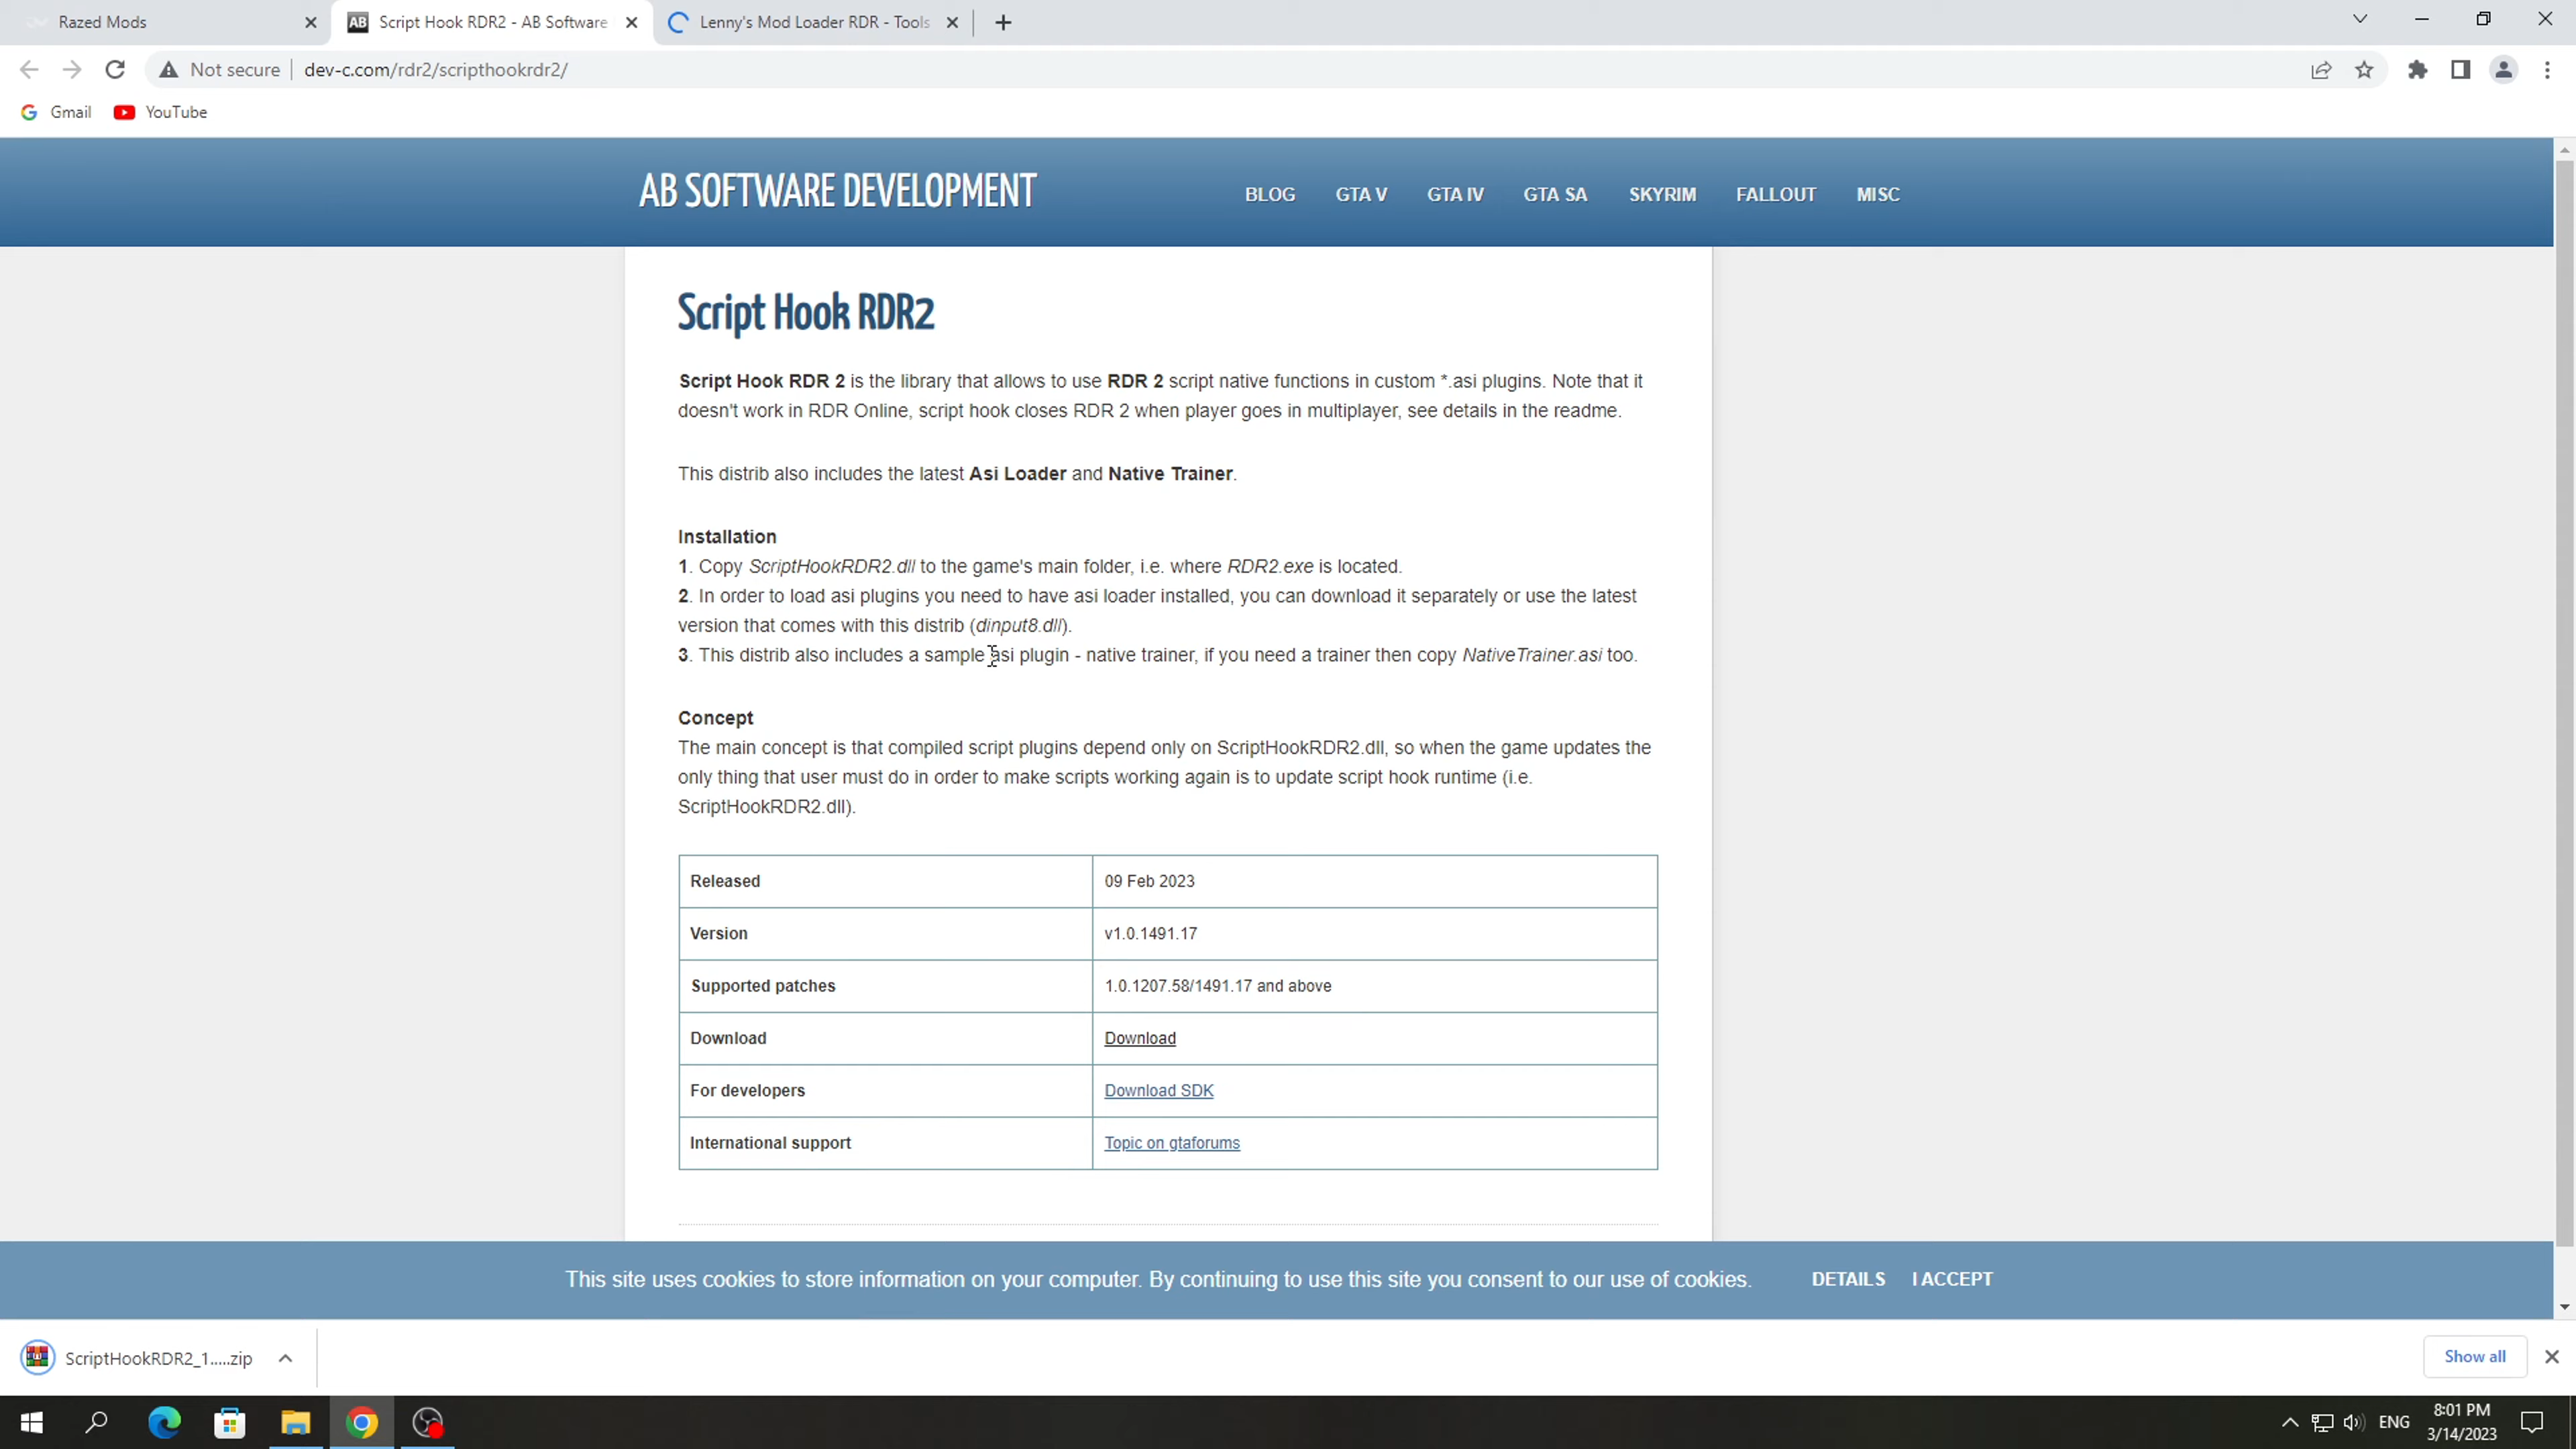 Razed Mods
AB Script Hook RDR2 - AB Software
Lenny's Mod Loader RDR - Tools
Not secure dev-c.com/rdr2/scripthookrdr2/
Gmail YouTube
AB SOFTWARE DEVELOPMENT BLOG GTA V GTA IV GTA SA SKYRIM FALLOUT MISC
Script Hook RDR2
Script Hook RDR 2 is the library that allows to use RDR 2 script native functions in custom *.asi plugins. Note that it
doesn't work in RDR Online, script hook closes RDR 2 when player goes in multiplayer, see details in the readme.
This distrib also includes the latest Asi Loader and Native Trainer.
Installation
1. Copy ScriptHookRDR2.dll to the game's main folder, i.e. where RDR2.exe is located.
2. In order to load asi plugins you need to have asi loader installed, you can download it separately or use the latest
version that comes with this distrib (dinput8.dll).
3. This distrib also includes a sample asi plugin - native trainer, if you need a trainer then copy NativeTrainer.asi too.
Concept
The main concept is that compiled script plugins depend only on ScriptHookRDR2.dll, so when the game updates the
only thing that user must do in order to make scripts working again is to update script hook runtime (i.e.
ScriptHookRDR2.dll).
Released 09 Feb 2023
Version v1.0.1491.17
Supported patches 1.0.1207.58/1491.17 and above
Download Download
For developers Download SDK
International support Topic on gtaforums
This site uses cookies to store information on your computer. By continuing to use this site you consent to our use of cookies. DETAILS I ACCEPT
ScriptHookRDR2_1.....zip Show all
ENG 8:01 PM
3/14/2023